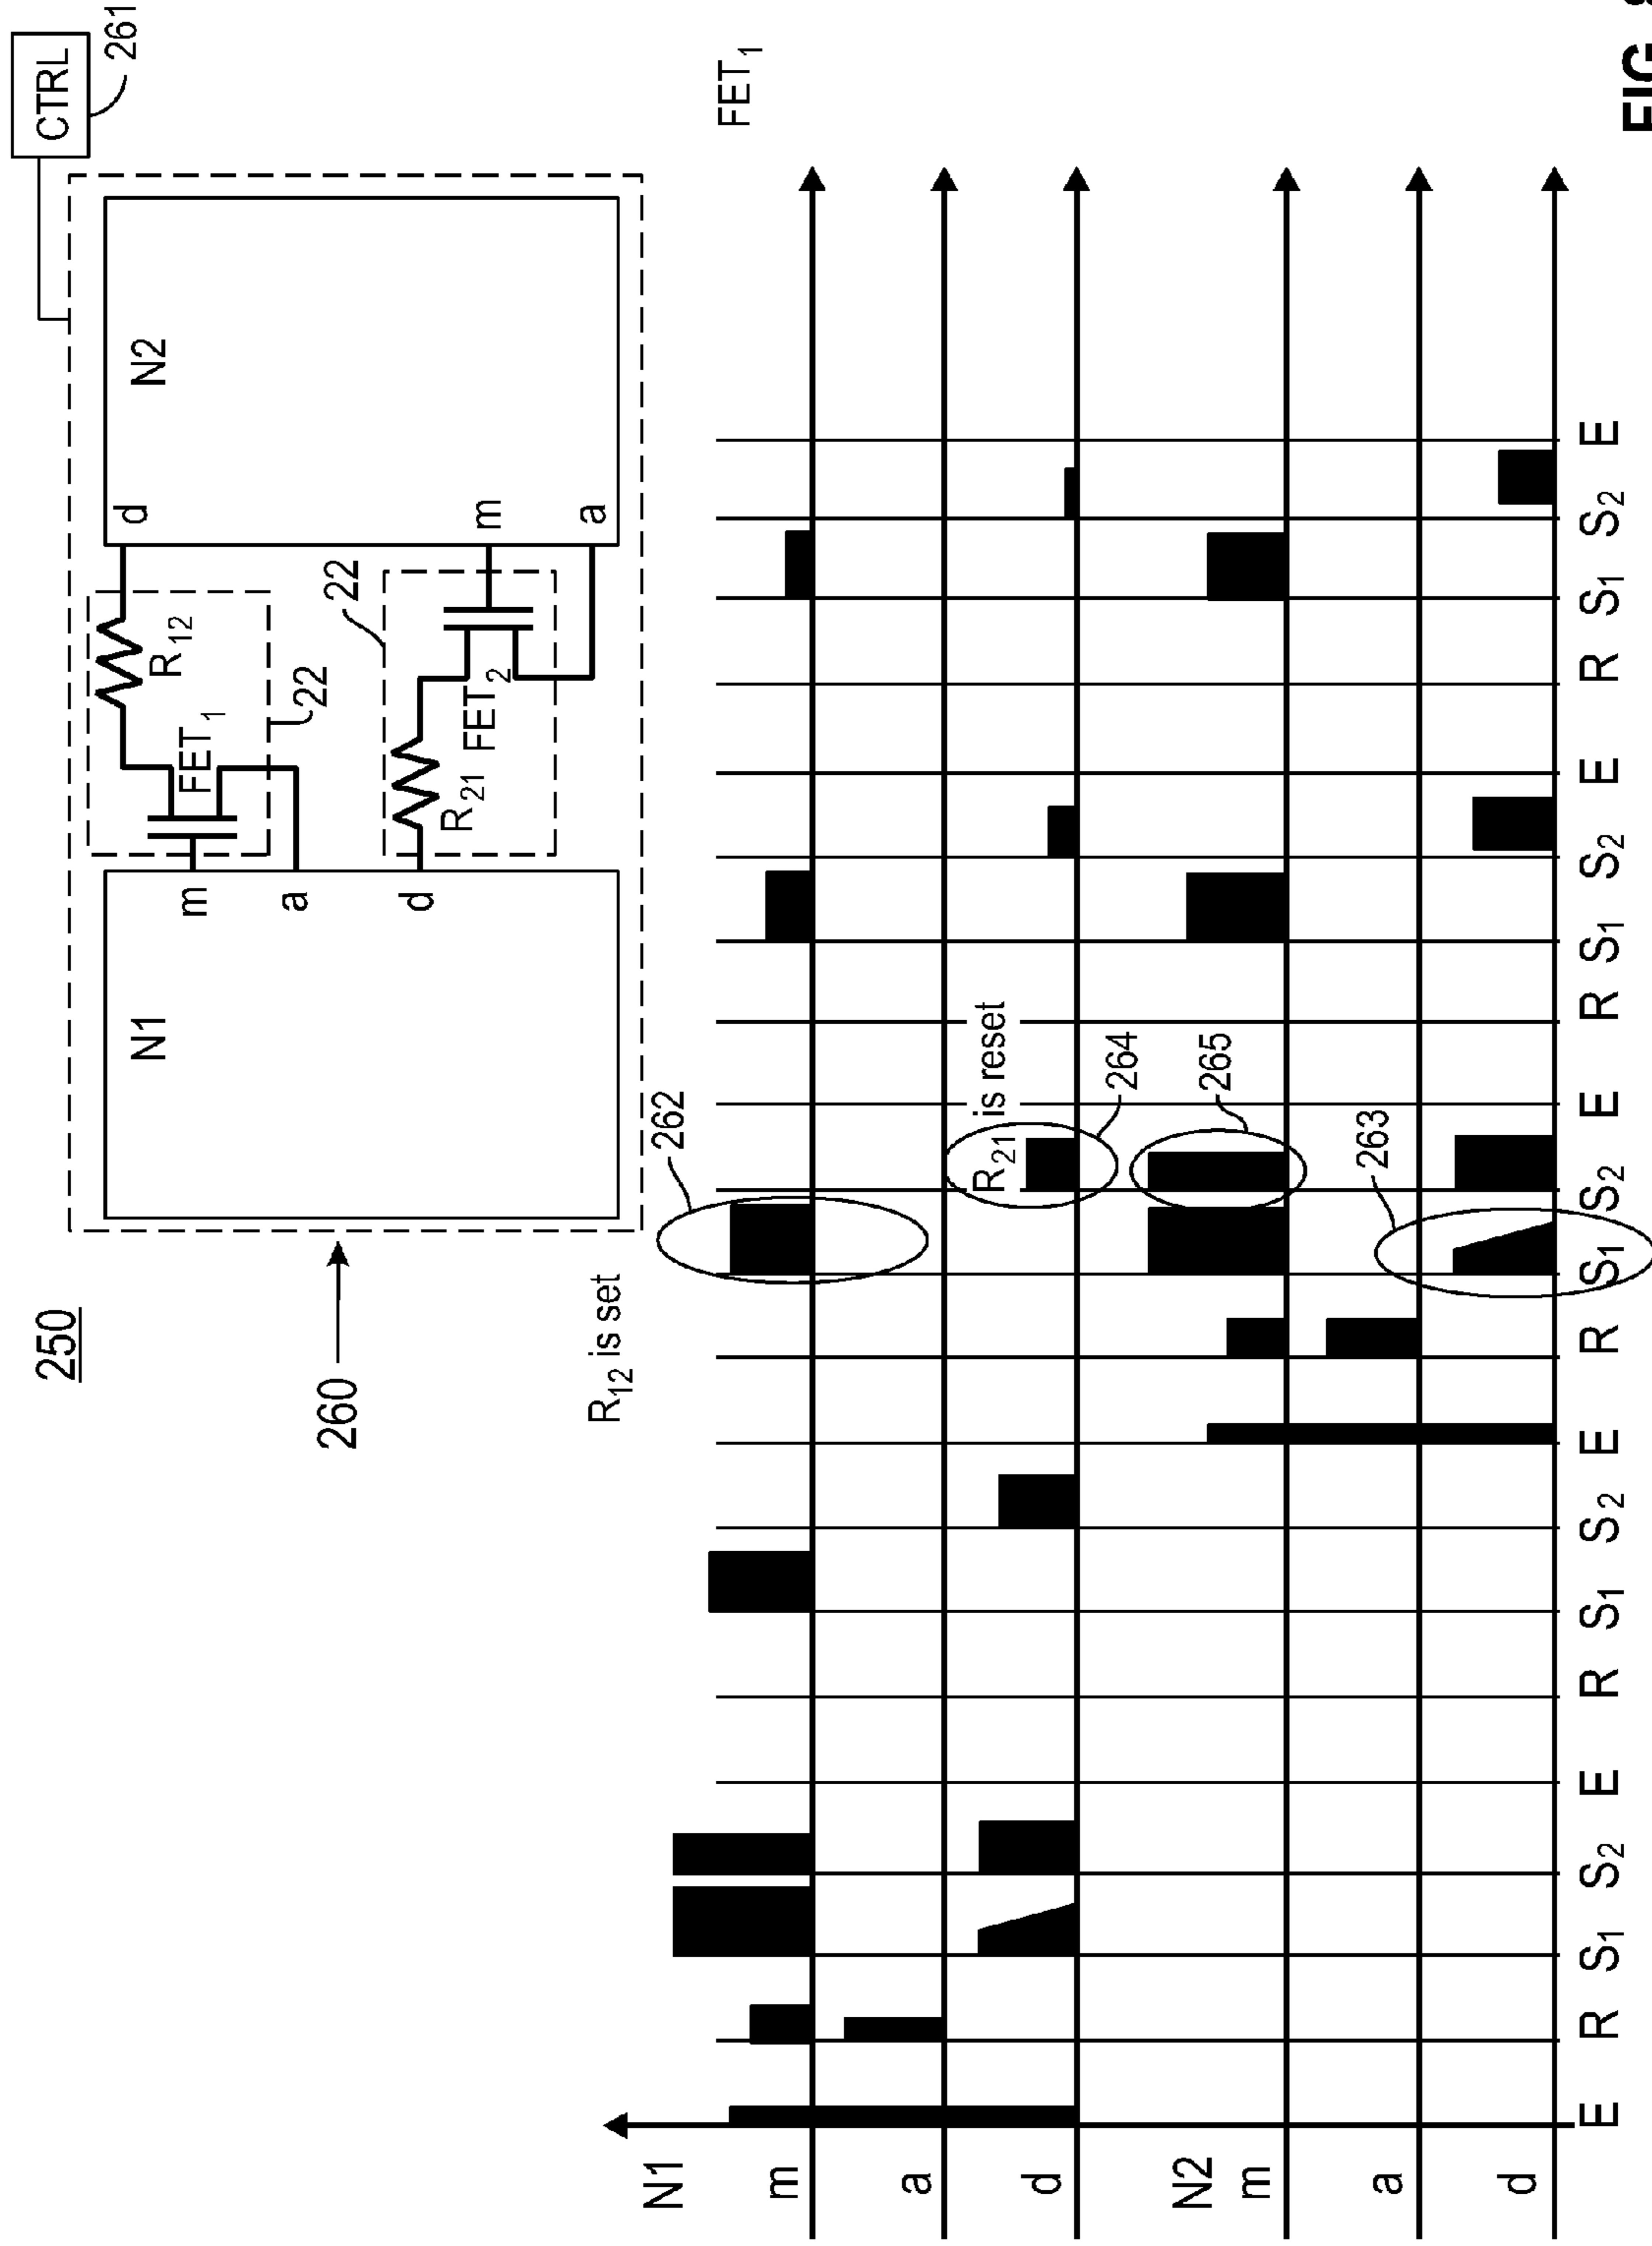 250
260
CTRL
261
N1
m
a
d
FET1
R12
22
R21
FET2
22
N2
d
m
a
R12 is set
262
FET1
R21 is reset
264
265
263
N1
m
a
d
N2
m
a
d
E R S1 S2 E R S1 S2 E R S1 S2 E R S1 S2 E R S1 S2 E
FIG.